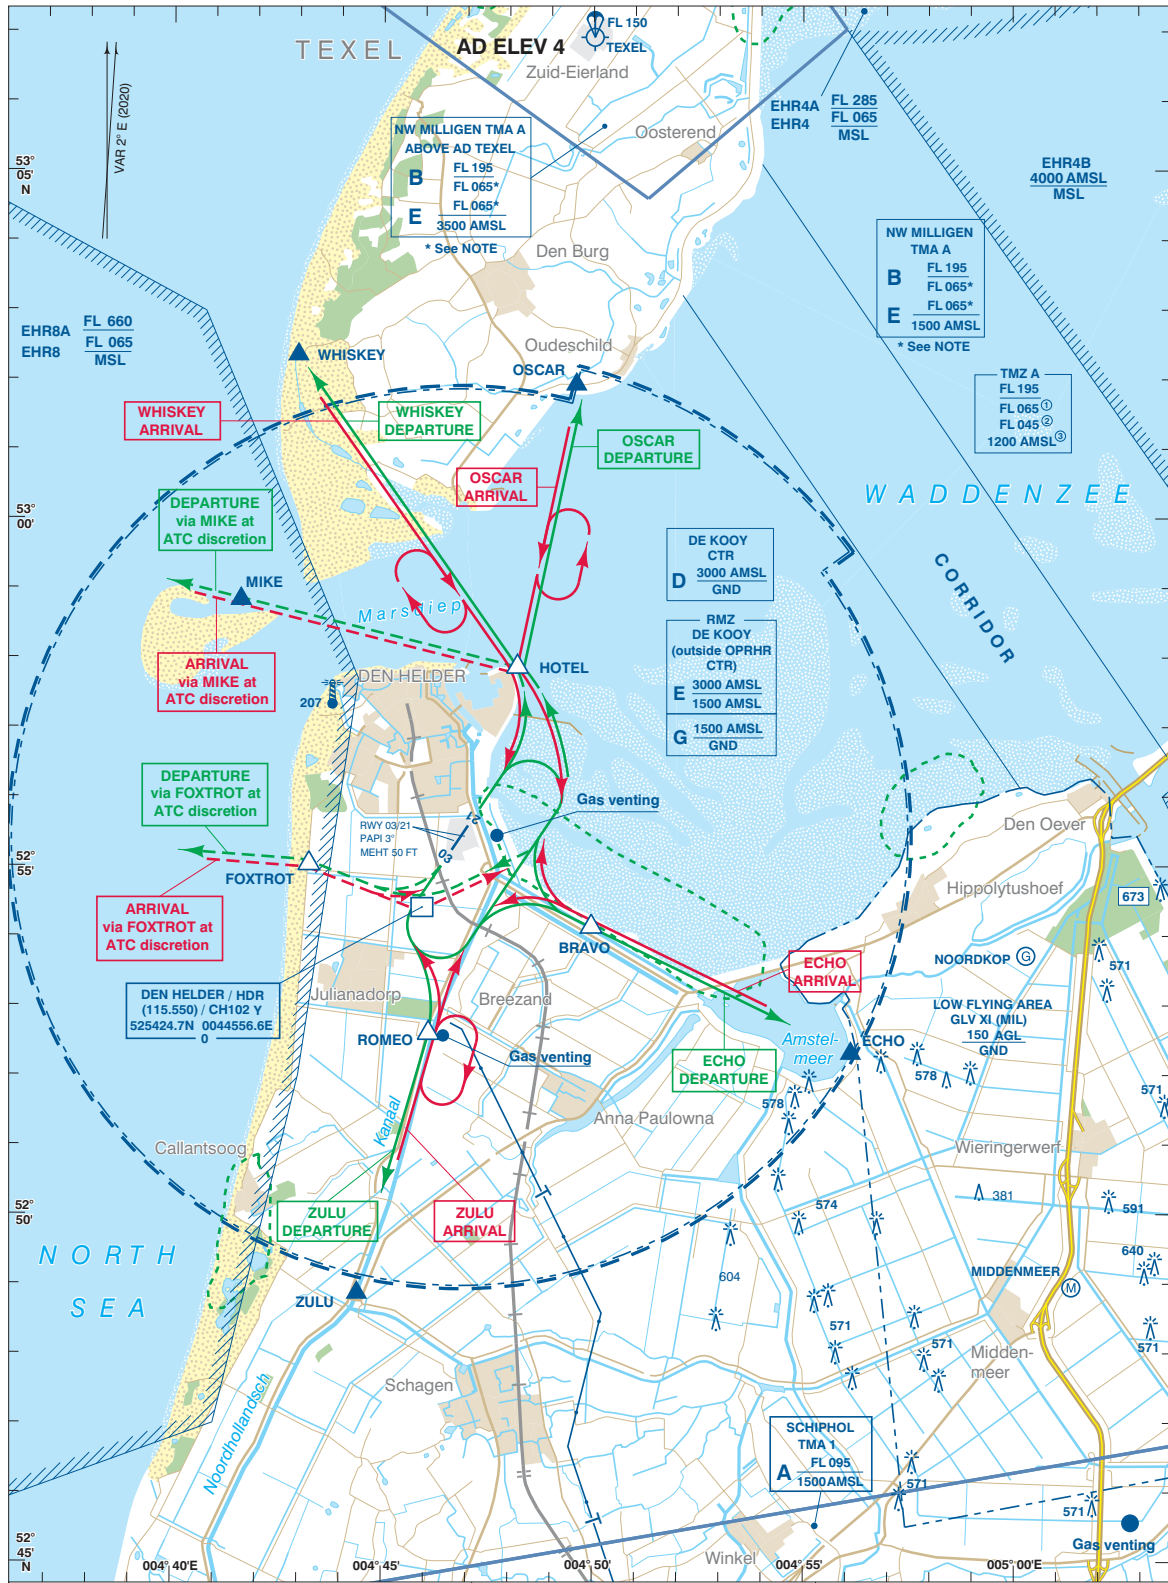 TEXEL
AD ELEV 4
FL 150
TEXEL
Zuid-Eierland
VAR 2° E (2020)
NW MILLIGEN TMA A
ABOVE AD TEXEL
B FL 195
FL 065*
E FL 065*
3500 AMSL
* See NOTE
Oosterend
EHR4A
EHR4
FL 285
FL 065
MSL
EHR4B
4000 AMSL
MSL
53°
05'
N
NW MILLIGEN
TMA A
B FL 195
FL 065*
E FL 065*
1500 AMSL
* See NOTE
Den Burg
EHR8A FL 660
FL 065
EHR8
MSL
WHISKEY
Oudeschild
OSCAR
TMZ A
FL 195
FL 065①
FL 045②
1200 AMSL③
WHISKEY
ARRIVAL
WHISKEY
DEPARTURE
OSCAR
DEPARTURE
OSCAR
ARRIVAL
WADDENZEE
53°
00'
DEPARTURE
via MIKE at
ATC discretion
DE KOOY
CTR
D 3000 AMSL
GND
CORRIDOR
MIKE
Marsdiep
RMZ
DE KOOY
(outside OPRHR
CTR)
E 3000 AMSL
1500 AMSL
G 1500 AMSL
GND
ARRIVAL
via MIKE at
ATC discretion
HOTEL
DEN HELDER
207
DEPARTURE
via FOXTROT at
ATC discretion
Gas venting
RWY 03/21
PAPI 3°
MEHT 50 FT
21
03
Den Oever
52°
55'
FOXTROT
Hippolytushoef
673
ARRIVAL
via FOXTROT at
ATC discretion
BRAVO
NOORDKOP G
571
ECHO
ARRIVAL
DEN HELDER / HDR
(115.550) / CH102 Y
525424.7N 0044556.6E
0
Julianadorp
Breezand
LOW FLYING AREA
GLV XI (MIL)
150 AGL
GND
ROMEO
Gas venting
Amstel-
meer
ECHO
ECHO
DEPARTURE
578
578
571
Anna Paulowna
Kanaal
Callantsoog
Wieringerwerf
381
591
574
52°
50'
ZULU
DEPARTURE
ZULU
ARRIVAL
NORTH
SEA
640
604
MIDDENMEER
M
ZULU
571
571
571
Midden-
meer
Schagen
Noordhollandsch
SCHIPHOL
TMA 1
A FL 095
1500 AMSL
571
571
Gas venting
Winkel
52°
45'
004° 40'E
004° 45'
004° 50'
004° 55'
005° 00'E